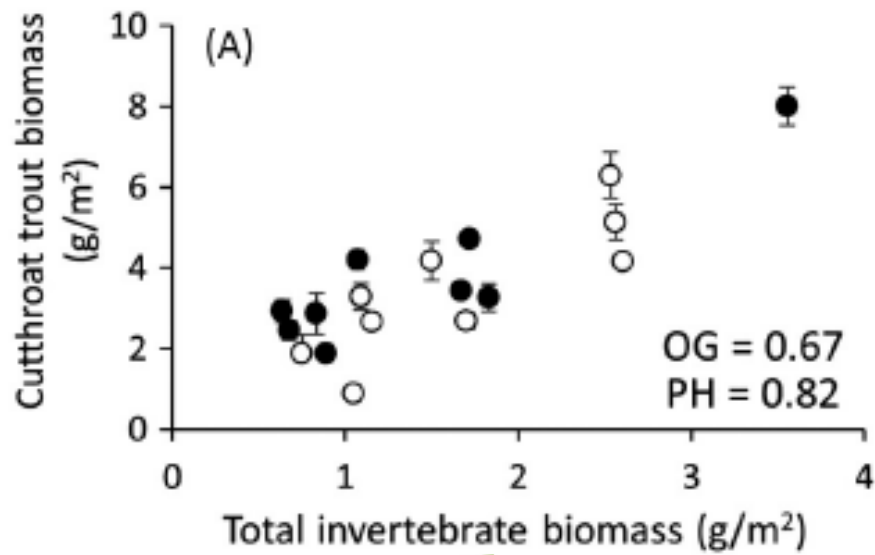 10
(A)
8
6
4
2
0
Cutthroat trout biomass
(g/m²)
OG = 0.67
PH = 0.82
0 1 2 3 4
Total invertebrate biomass (g/m²)